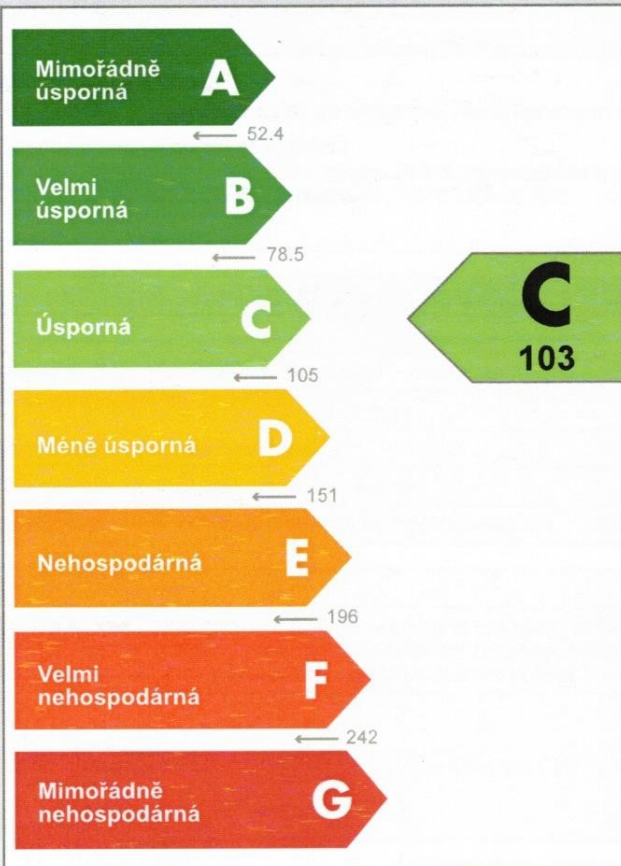 Mimořádně
úsporná
A
52.4
Velmi
úsporná
B
78.5
Úsporná
C
105
C
103
Méně úsporná
D
151
Nehospodárná
E
196
Velmi
nehospodárná
F
242
Mimořádně
nehospodárná
G